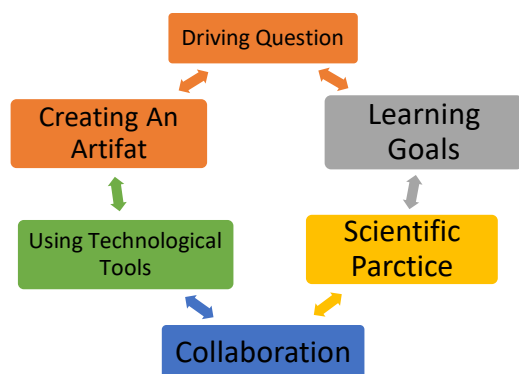 Driving Question
Creating An
Artifat
Learning
Goals
Using Technological
Tools
Scientific
Parctice
Collaboration